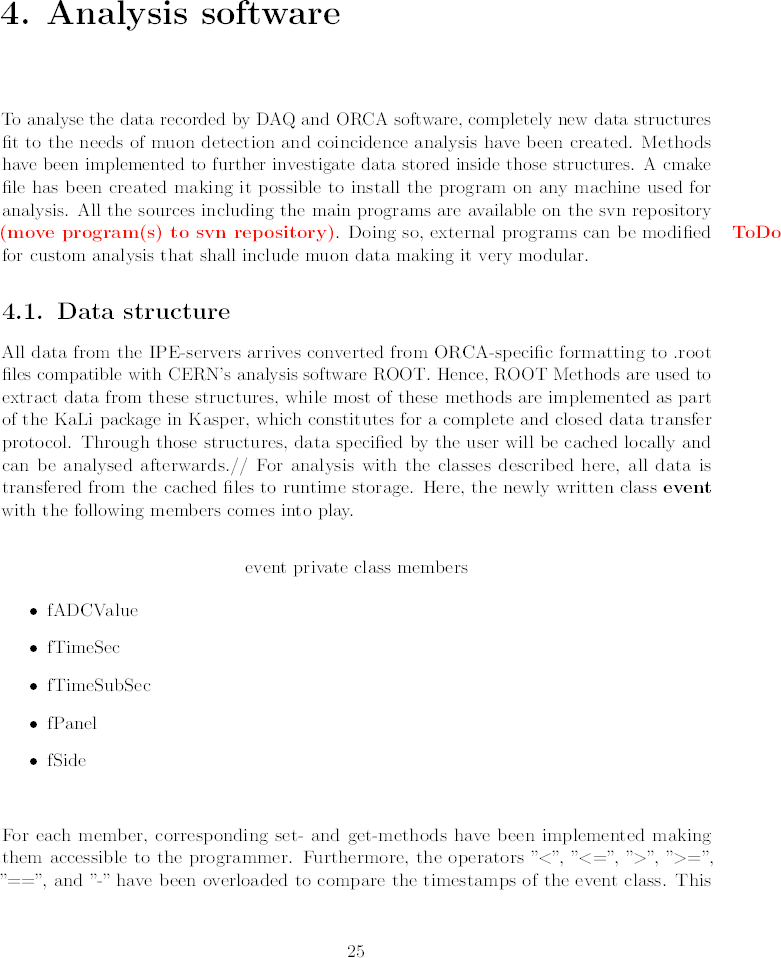 4. Analysis software
To analyse the data recorded by DAQ and ORCA software, completely new data structures
fit to the needs of muon detection and coincidence analysis have been created. Methods
have been implemented to further investigate data stored inside those structures. A cmake
file has been created making it possible to install the program on any machine used for
analysis. All the sources including the main programs are available on the svn repository
(move program(s) to svn repository). Doing so, external programs can be modified ToDo
for custom analysis that shall include muon data making it very modular.
4.1. Data structure
All data from the IPE-servers arrives converted from ORCA-specific formatting to .root
files compatible with CERN's analysis software ROOT. Hence, ROOT Methods are used to
extract data from these structures, while most of these methods are implemented as part
of the KaLi package in Kasper, which constitutes for a complete and closed data transfer
protocol. Through those structures, data specified by the user will be cached locally and
can be analysed afterwards.// For analysis with the classes described here, all data is
transfered from the cached files to runtime storage. Here, the newly written class event
with the following members comes into play.
event private class members
• fADCValue
• fTimeSec
• fTimeSubSec
• fPanel
• fSide
For each member, corresponding set- and get-methods have been implemented making
them accessible to the programmer. Furthermore, the operators "<", "<=", ">", ">=",
"==", and "-" have been overloaded to compare the timestamps of the event class. This
25